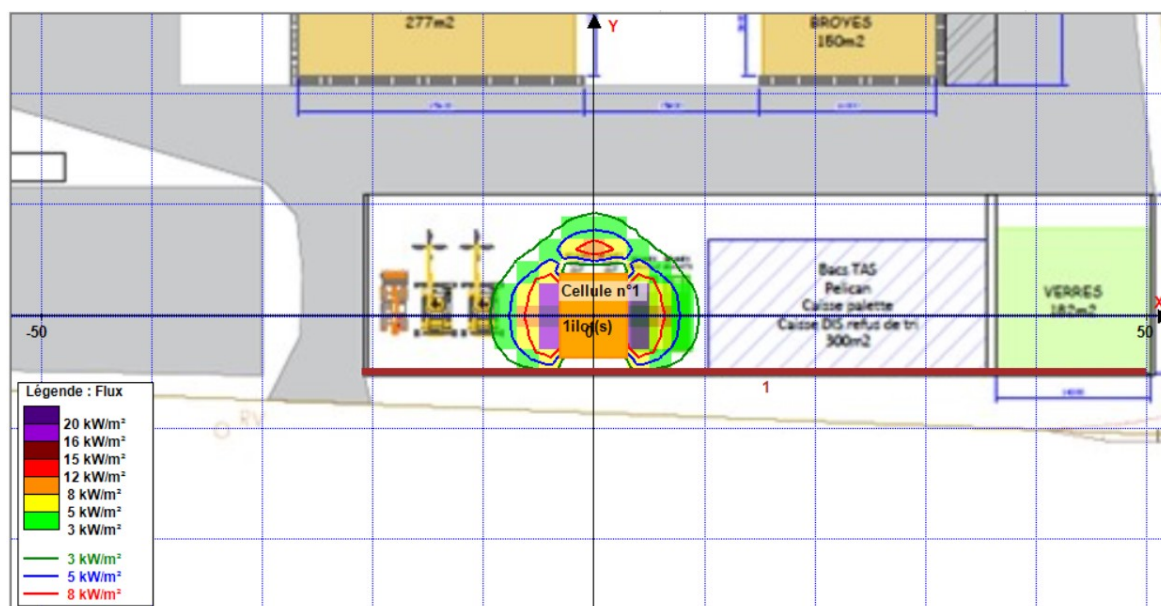 277m2
BROYES
150m2
Y
Cellule n°1
1ilot(s)
0
-50
50
X
Bacs TAS
Pelican
Caisse palette
Caisse DIS refus de tri
300m2
VERRES
182m2
1
Légende : Flux
20 kW/m²
16 kW/m²
15 kW/m²
12 kW/m²
8 kW/m²
5 kW/m²
3 kW/m²
3 kW/m²
5 kW/m²
8 kW/m²